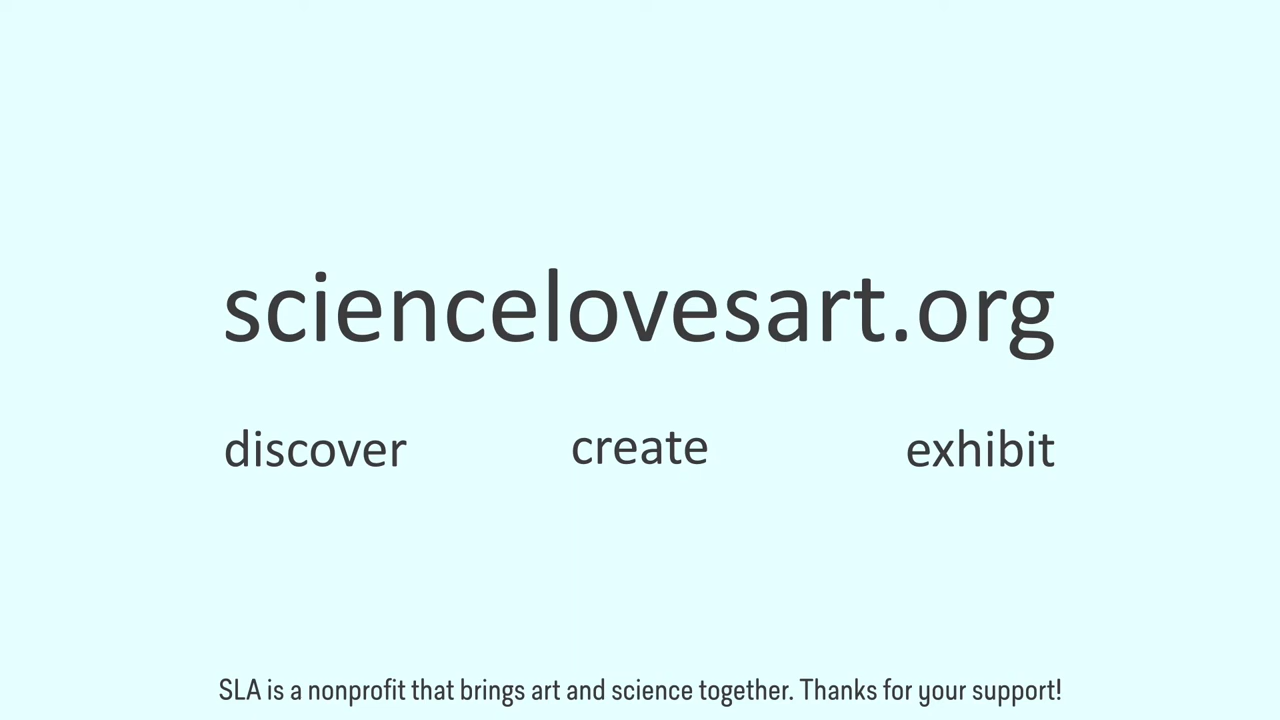 sciencelovesart.org
discover create exhibit
SLA is a nonprofit that brings art and science together. Thanks for your support!